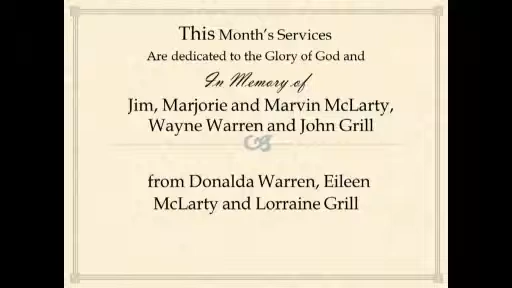 This Month's Services
Are dedicated to the Glory of God and
In Memory of
Jim, Marjorie and Marvin McLarty,
Wayne Warren and John Grill
from Donalda Warren, Eileen
McLarty and Lorraine Grill